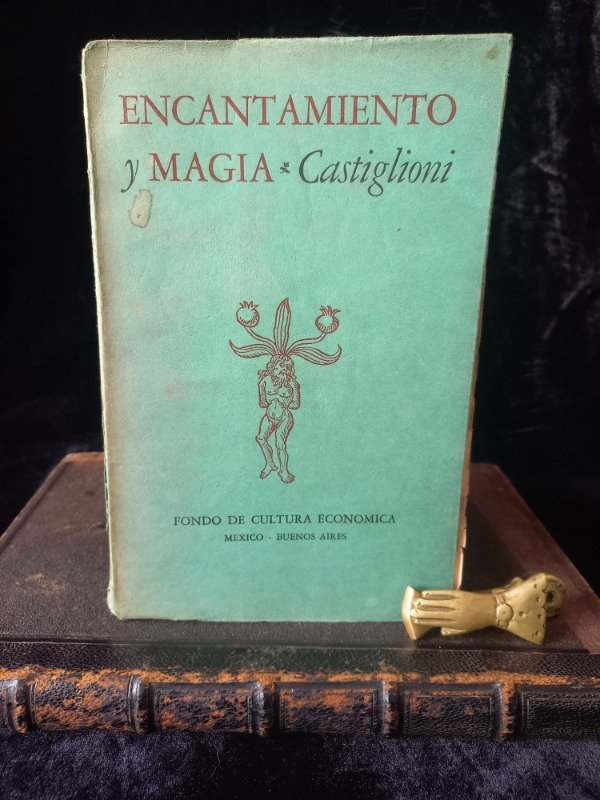 ENCANTAMIENTO
y MAGIA Castiglioni
FONDO DE CULTURA ECONOMICA
MEXICO · BUENOS AIRES